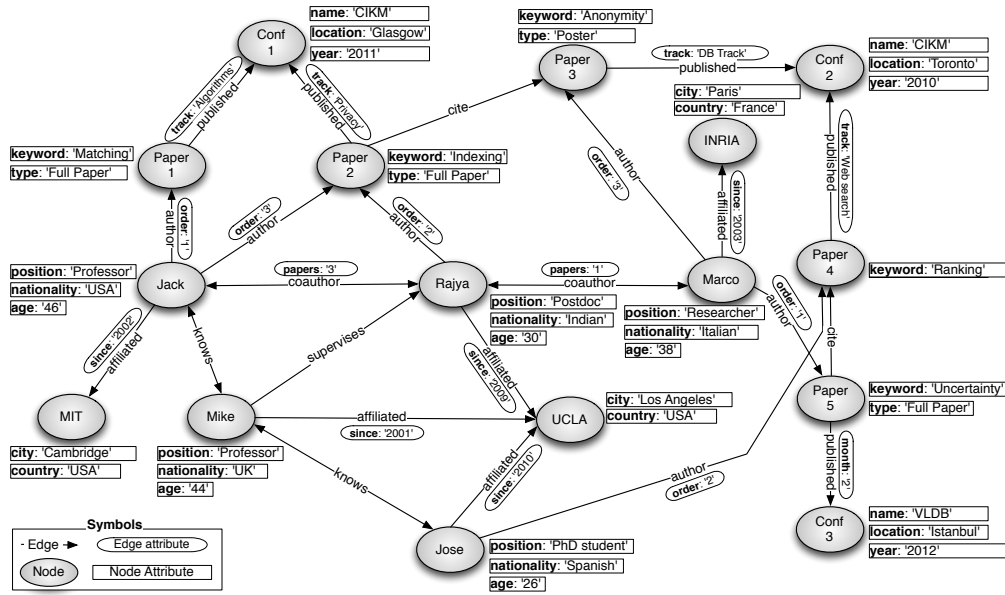 Conf
1
name: 'CIKM'
location: 'Glasgow'
year: '2011'
keyword: 'Anonymity'
type: 'Poster'
Paper
3
track: 'DB Track'
published
Conf
2
name: 'CIKM'
location: 'Toronto'
year: '2010'
track: 'Algorithms'
published
track: 'Privacy'
published
cite
city: 'Paris'
country: 'France'
INRIA
track: 'Web search'
published
keyword: 'Matching'
type: 'Full Paper'
Paper
1
Paper
2
keyword: 'Indexing'
type: 'Full Paper'
author
order: '3'
since: '2003'
affiliated
order: '1'
author
order: '3'
author
order: '2'
author
position: 'Professor'
nationality: 'USA'
age: '46'
Jack
papers: '3'
coauthor
Rajya
papers: '1'
coauthor
Marco
Paper
4
keyword: 'Ranking'
position: 'Postdoc'
nationality: 'Indian'
age: '30'
position: 'Researcher'
nationality: 'Italian'
age: '38'
order: '1'
author
since: '2002'
affiliated
knows
supervises
affiliated
since: 2009'
cite
MIT
city: 'Cambridge'
country: 'USA'
Mike
position: 'Professor'
nationality: 'UK'
age: '44'
affiliated
since: '2001'
UCLA
city: 'Los Angeles'
country: 'USA'
Paper
5
keyword: 'Uncertainty'
type: 'Full Paper'
knows
affiliated
since: '2010'
author
order: '2'
month: '2'
published
Jose
position: 'PhD student'
nationality: 'Spanish'
age: '26'
Conf
3
name: 'VLDB'
location: 'Istanbul'
year: '2012'
Symbols
Edge
Edge attribute
Node
Node Attribute